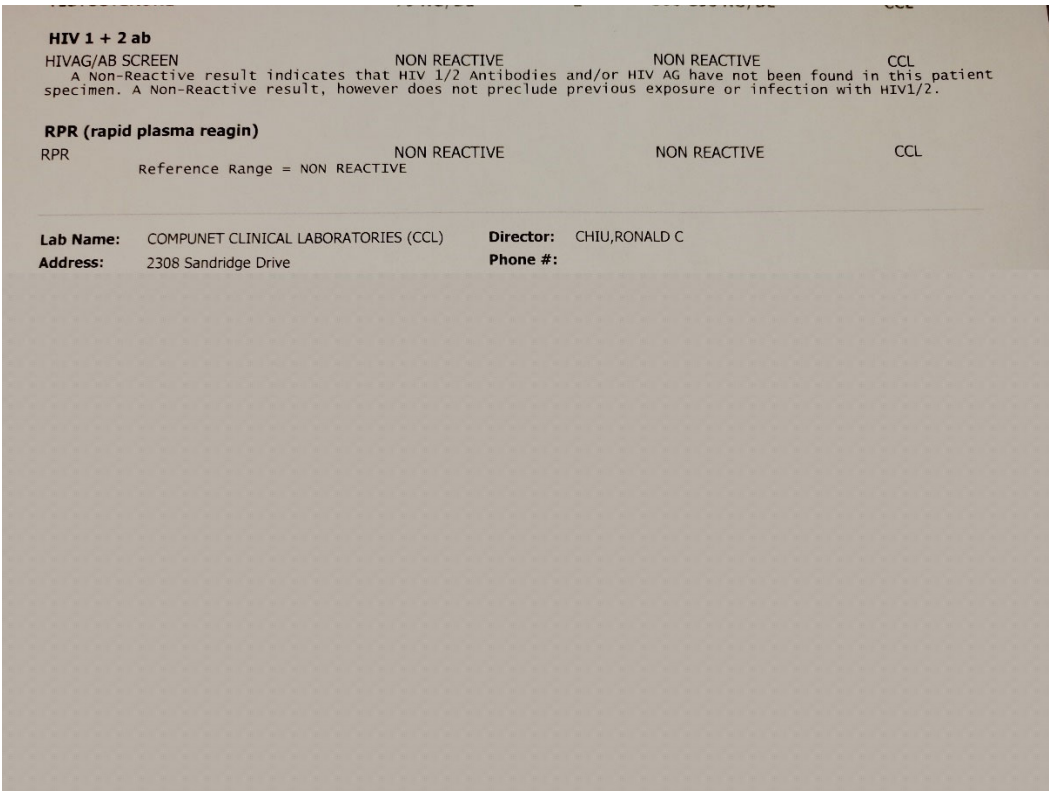 HIV 1 + 2 ab
HIVAG/AB SCREEN NON REACTIVE NON REACTIVE CCL
A Non-Reactive result indicates that HIV 1/2 Antibodies and/or HIV AG have not been found in this patient
specimen. A Non-Reactive result, however does not preclude previous exposure or infection with HIV1/2.
RPR (rapid plasma reagin)
RPR NON REACTIVE NON REACTIVE CCL
Reference Range = NON REACTIVE
Lab Name: COMPUNET CLINICAL LABORATORIES (CCL) Director: CHIU,RONALD C
Address: 2308 Sandridge Drive Phone #: